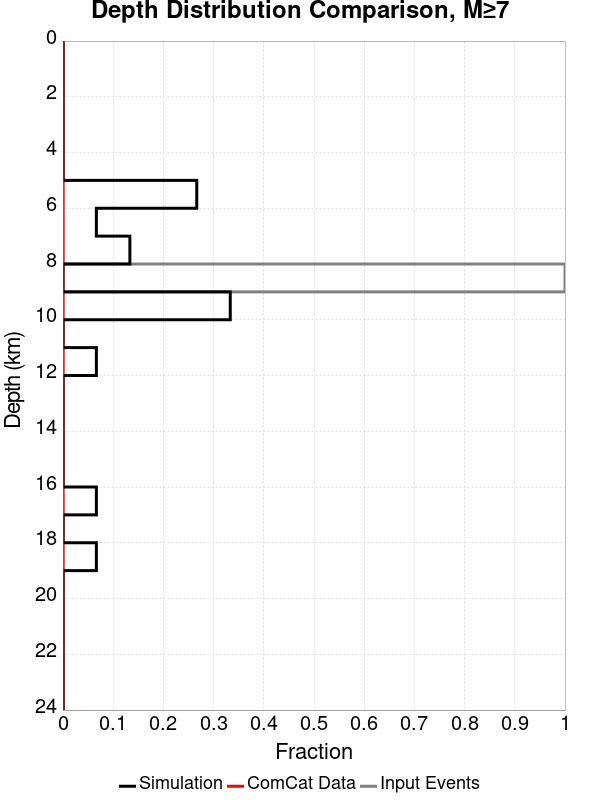 Depth Distribution Comparison, M≥7
0
2
4
6
8
10
12
14
16
18
20
22
24
Depth (km)
0 0.1 0.2 0.3 0.4 0.5 0.6 0.7 0.8 0.9 1
Fraction
Simulation ComCat Data Input Events